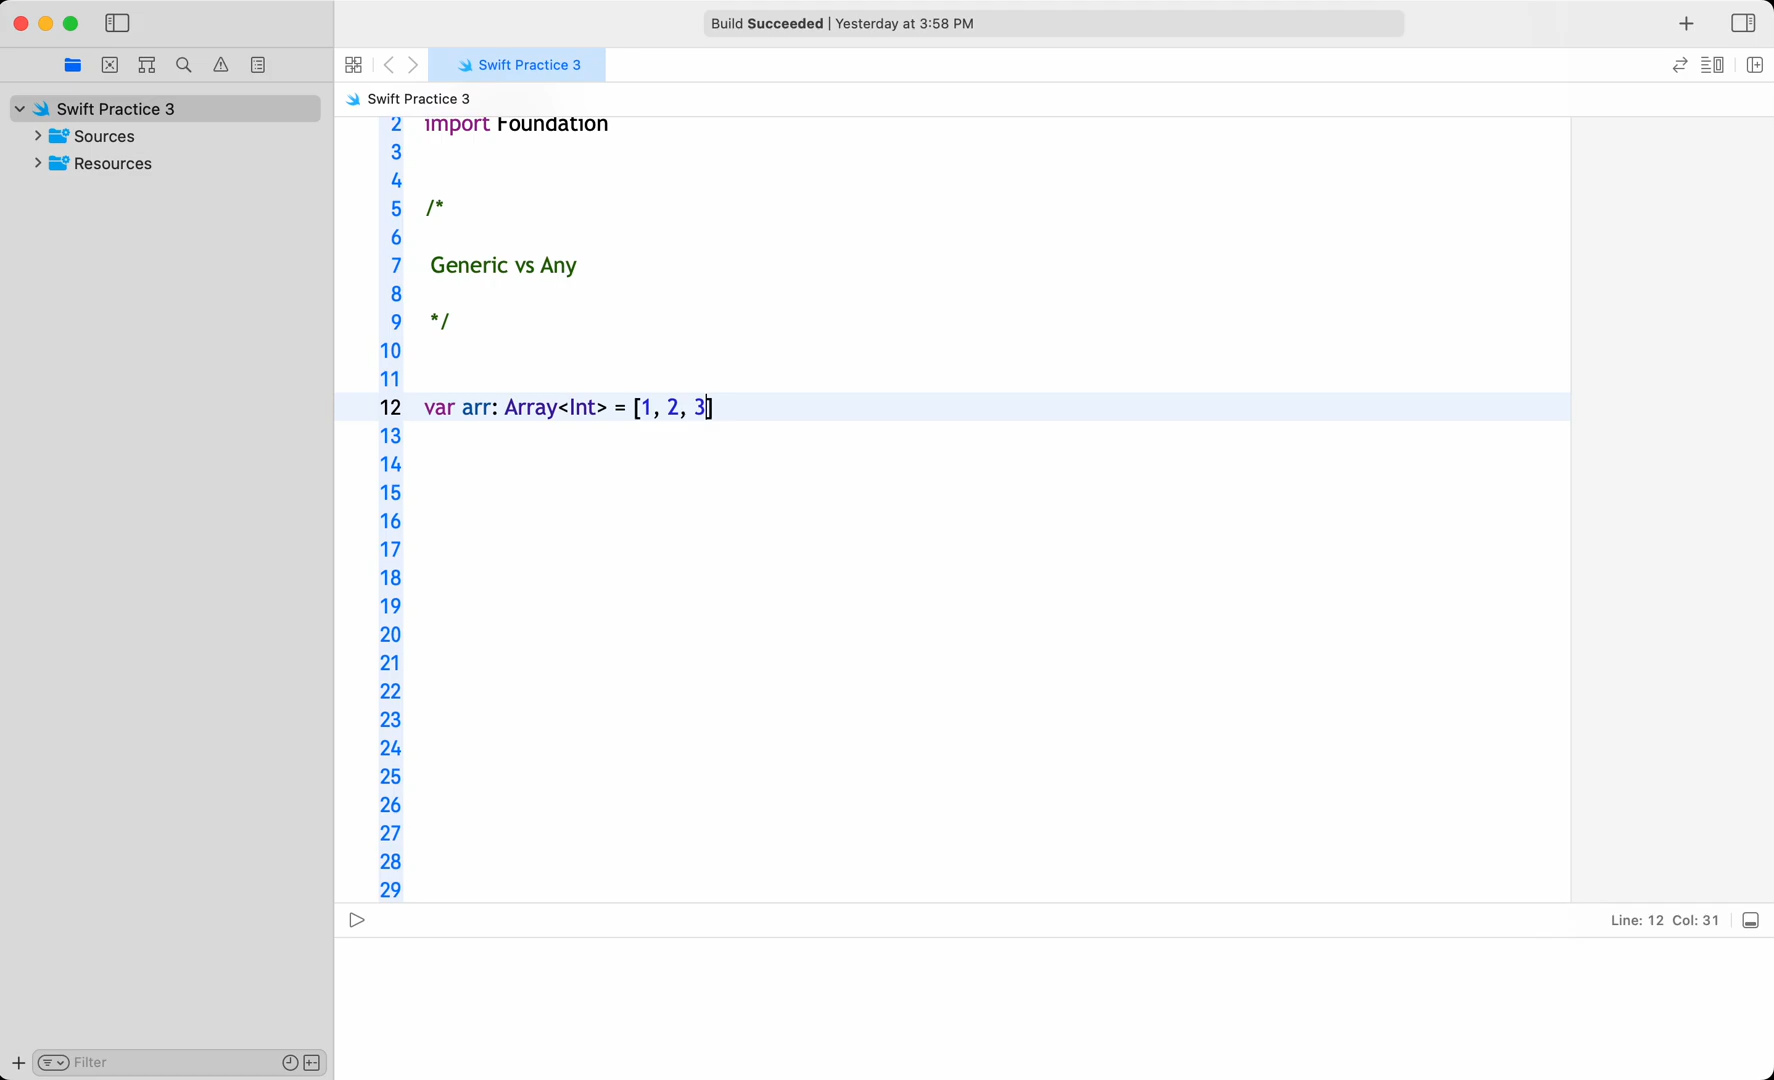 Build Succeeded | Yesterday at 3:58 PM
Swift Practice 3
Swift Practice 3
Swift Practice 3
Sources
Resources
2 import Foundation
3
4
5 /*
6
7 Generic vs Any
8
9 */
10
11
12 var arr: Array<Int> = [1, 2, 3]
13
14
15
16
17
18
19
20
21
22
23
24
25
26
27
28
29
Line: 12 Col: 31
Filter